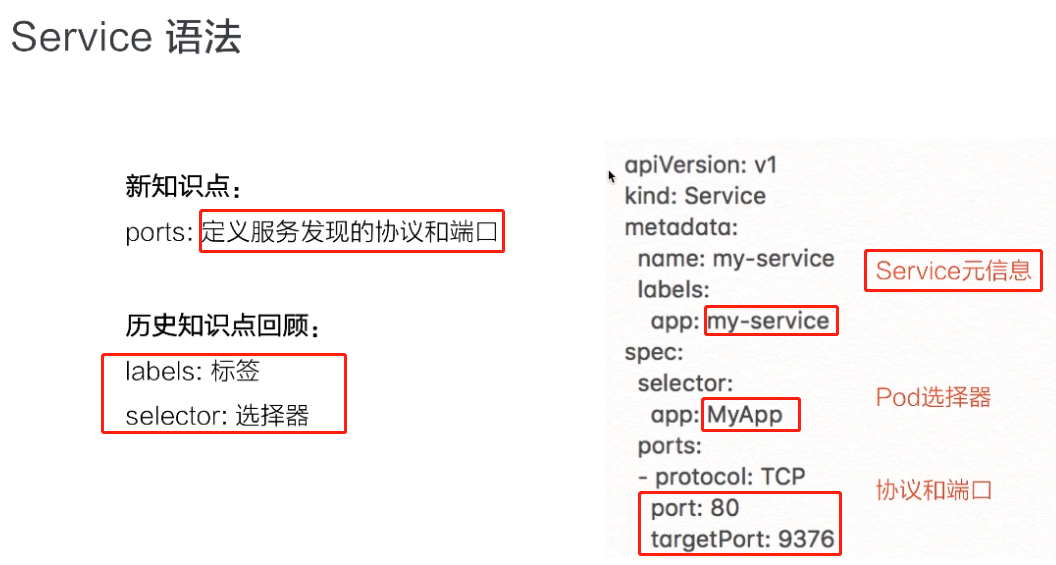 Service 语法
新知识点：
ports: 定义服务发现的协议和端口
历史知识点回顾：
labels: 标签
selector: 选择器
apiVersion: v1
kind: Service
metadata:
name: my-service
labels:
app: my-service
spec:
selector:
app: MyApp
ports:
- protocol: TCP
port: 80
targetPort: 9376
Service元信息
Pod选择器
协议和端口